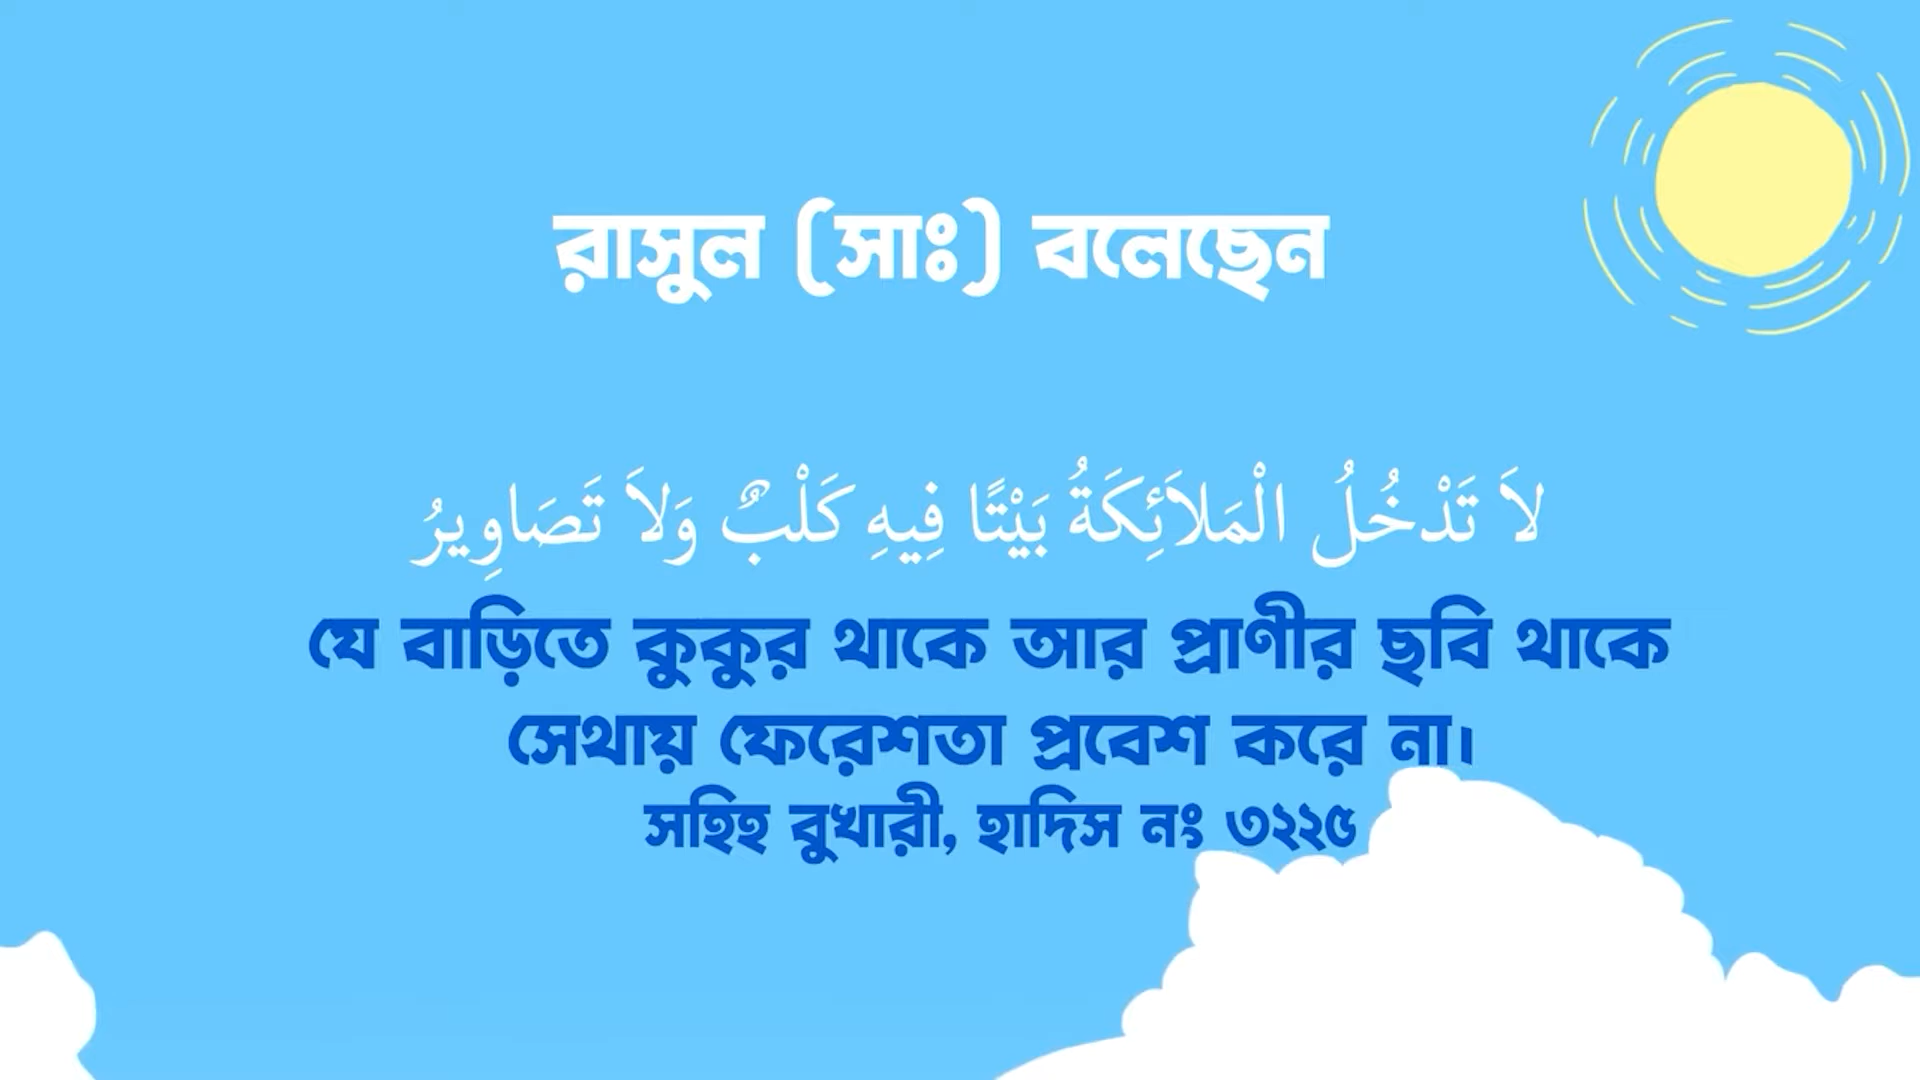 রাসুল (সাঃ) বলেছেন
لاَ تَدْخُلُ الْمَلاَئِكَةُ بَيْتًا فِيهِ كَلْبٌ وَلاَ تَصَاوِيرُ
যে বাড়িতে কুকুর থাকে আর প্রাণীর ছবি থাকে
সেথায় ফেরেশতা প্রবেশ করে না।
সহিহ বুখারী, হাদিস নং ৩২২৫